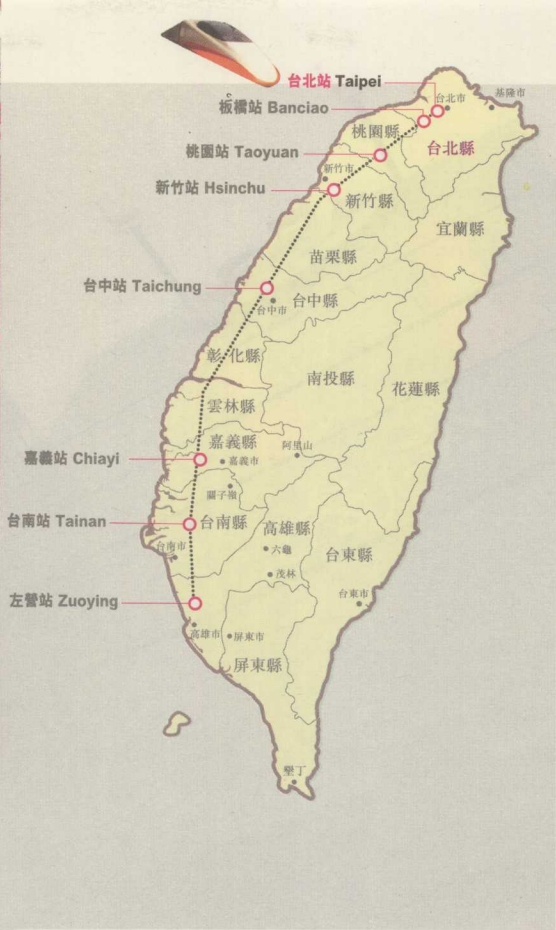 台北站 Taipei
基隆市
台北市
板橋站 Banciao
桃園縣
台北縣
桃園站 Taoyuan
新竹市
新竹站 Hsinchu
新竹縣
宜蘭縣
苗栗縣
台中站 Taichung
台中縣
台中市
彰化縣
南投縣
花蓮縣
雲林縣
嘉義縣
阿里山
嘉義站 Chiayi
嘉義市
關子嶺
台南站 Tainan
台南縣
高雄縣
台南市
六龜
台東縣
茂林
台東市
左營站 Zuoying
高雄市
屏東市
屏東縣
墾丁